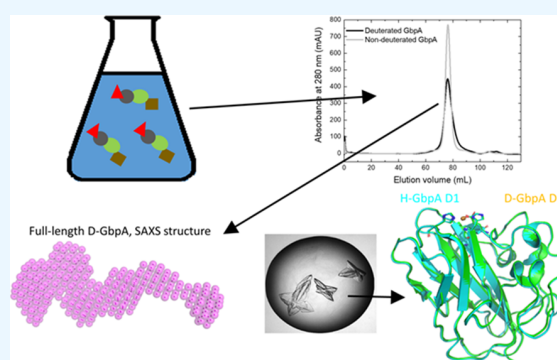 Deuterated GbpA
Non-deuterated GbpA
Absorbance at 280 nm (mAU)
800
700
600
500
400
300
200
100
0
0 20 40 60 80 100 120
Elution volume (mL)
H-GbpA D1
D-GbpA D
Full-length D-GbpA, SAXS structure